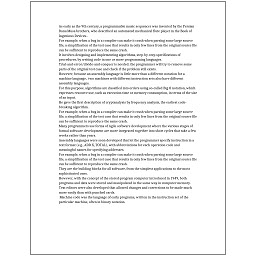 As early as the 9th century, a programmable music sequencer was invented by the Persian
Banu Musa brothers, who described an automated mechanical flute player in the Book of
Ingenious Devices.
For example, when a bug in a compiler can make it crash when parsing some large source
file, a simplification of the test case that results in only few lines from the original source file
can be sufficient to reproduce the same crash.
It involves designing and implementing algorithms, step-by-step specifications of
procedures, by writing code in one or more programming languages.
Trial-and-error/divide-and-conquer is needed: the programmer will try to remove some
parts of the original test case and check if the problem still exists.
However, because an assembly language is little more than a different notation for a
machine language, two machines with different instruction sets also have different
assembly languages.
For this purpose, algorithms are classified into orders using so-called Big O notation, which
expresses resource use, such as execution time or memory consumption, in terms of the size
of an input.
He gave the first description of cryptanalysis by frequency analysis, the earliest code-
breaking algorithm.
For example, when a bug in a compiler can make it crash when parsing some large source
file, a simplification of the test case that results in only few lines from the original source file
can be sufficient to reproduce the same crash.
Many programmers use forms of Agile software development where the various stages of
formal software development are more integrated together into short cycles that take a few
weeks rather than years.
Assembly languages were soon developed that let the programmer specify instruction in a
text format (e.g., ADD X, TOTAL), with abbreviations for each operation code and
meaningful names for specifying addresses.
For example, when a bug in a compiler can make it crash when parsing some large source
file, a simplification of the test case that results in only few lines from the original source file
can be sufficient to reproduce the same crash.
They are the building blocks for all software, from the simplest applications to the most
sophisticated ones.
However, with the concept of the stored-program computer introduced in 1949, both
programs and data were stored and manipulated in the same way in computer memory.
Text editors were also developed that allowed changes and corrections to be made much
more easily than with punched cards.
Machine code was the language of early programs, written in the instruction set of the
particular machine, often in binary notation.